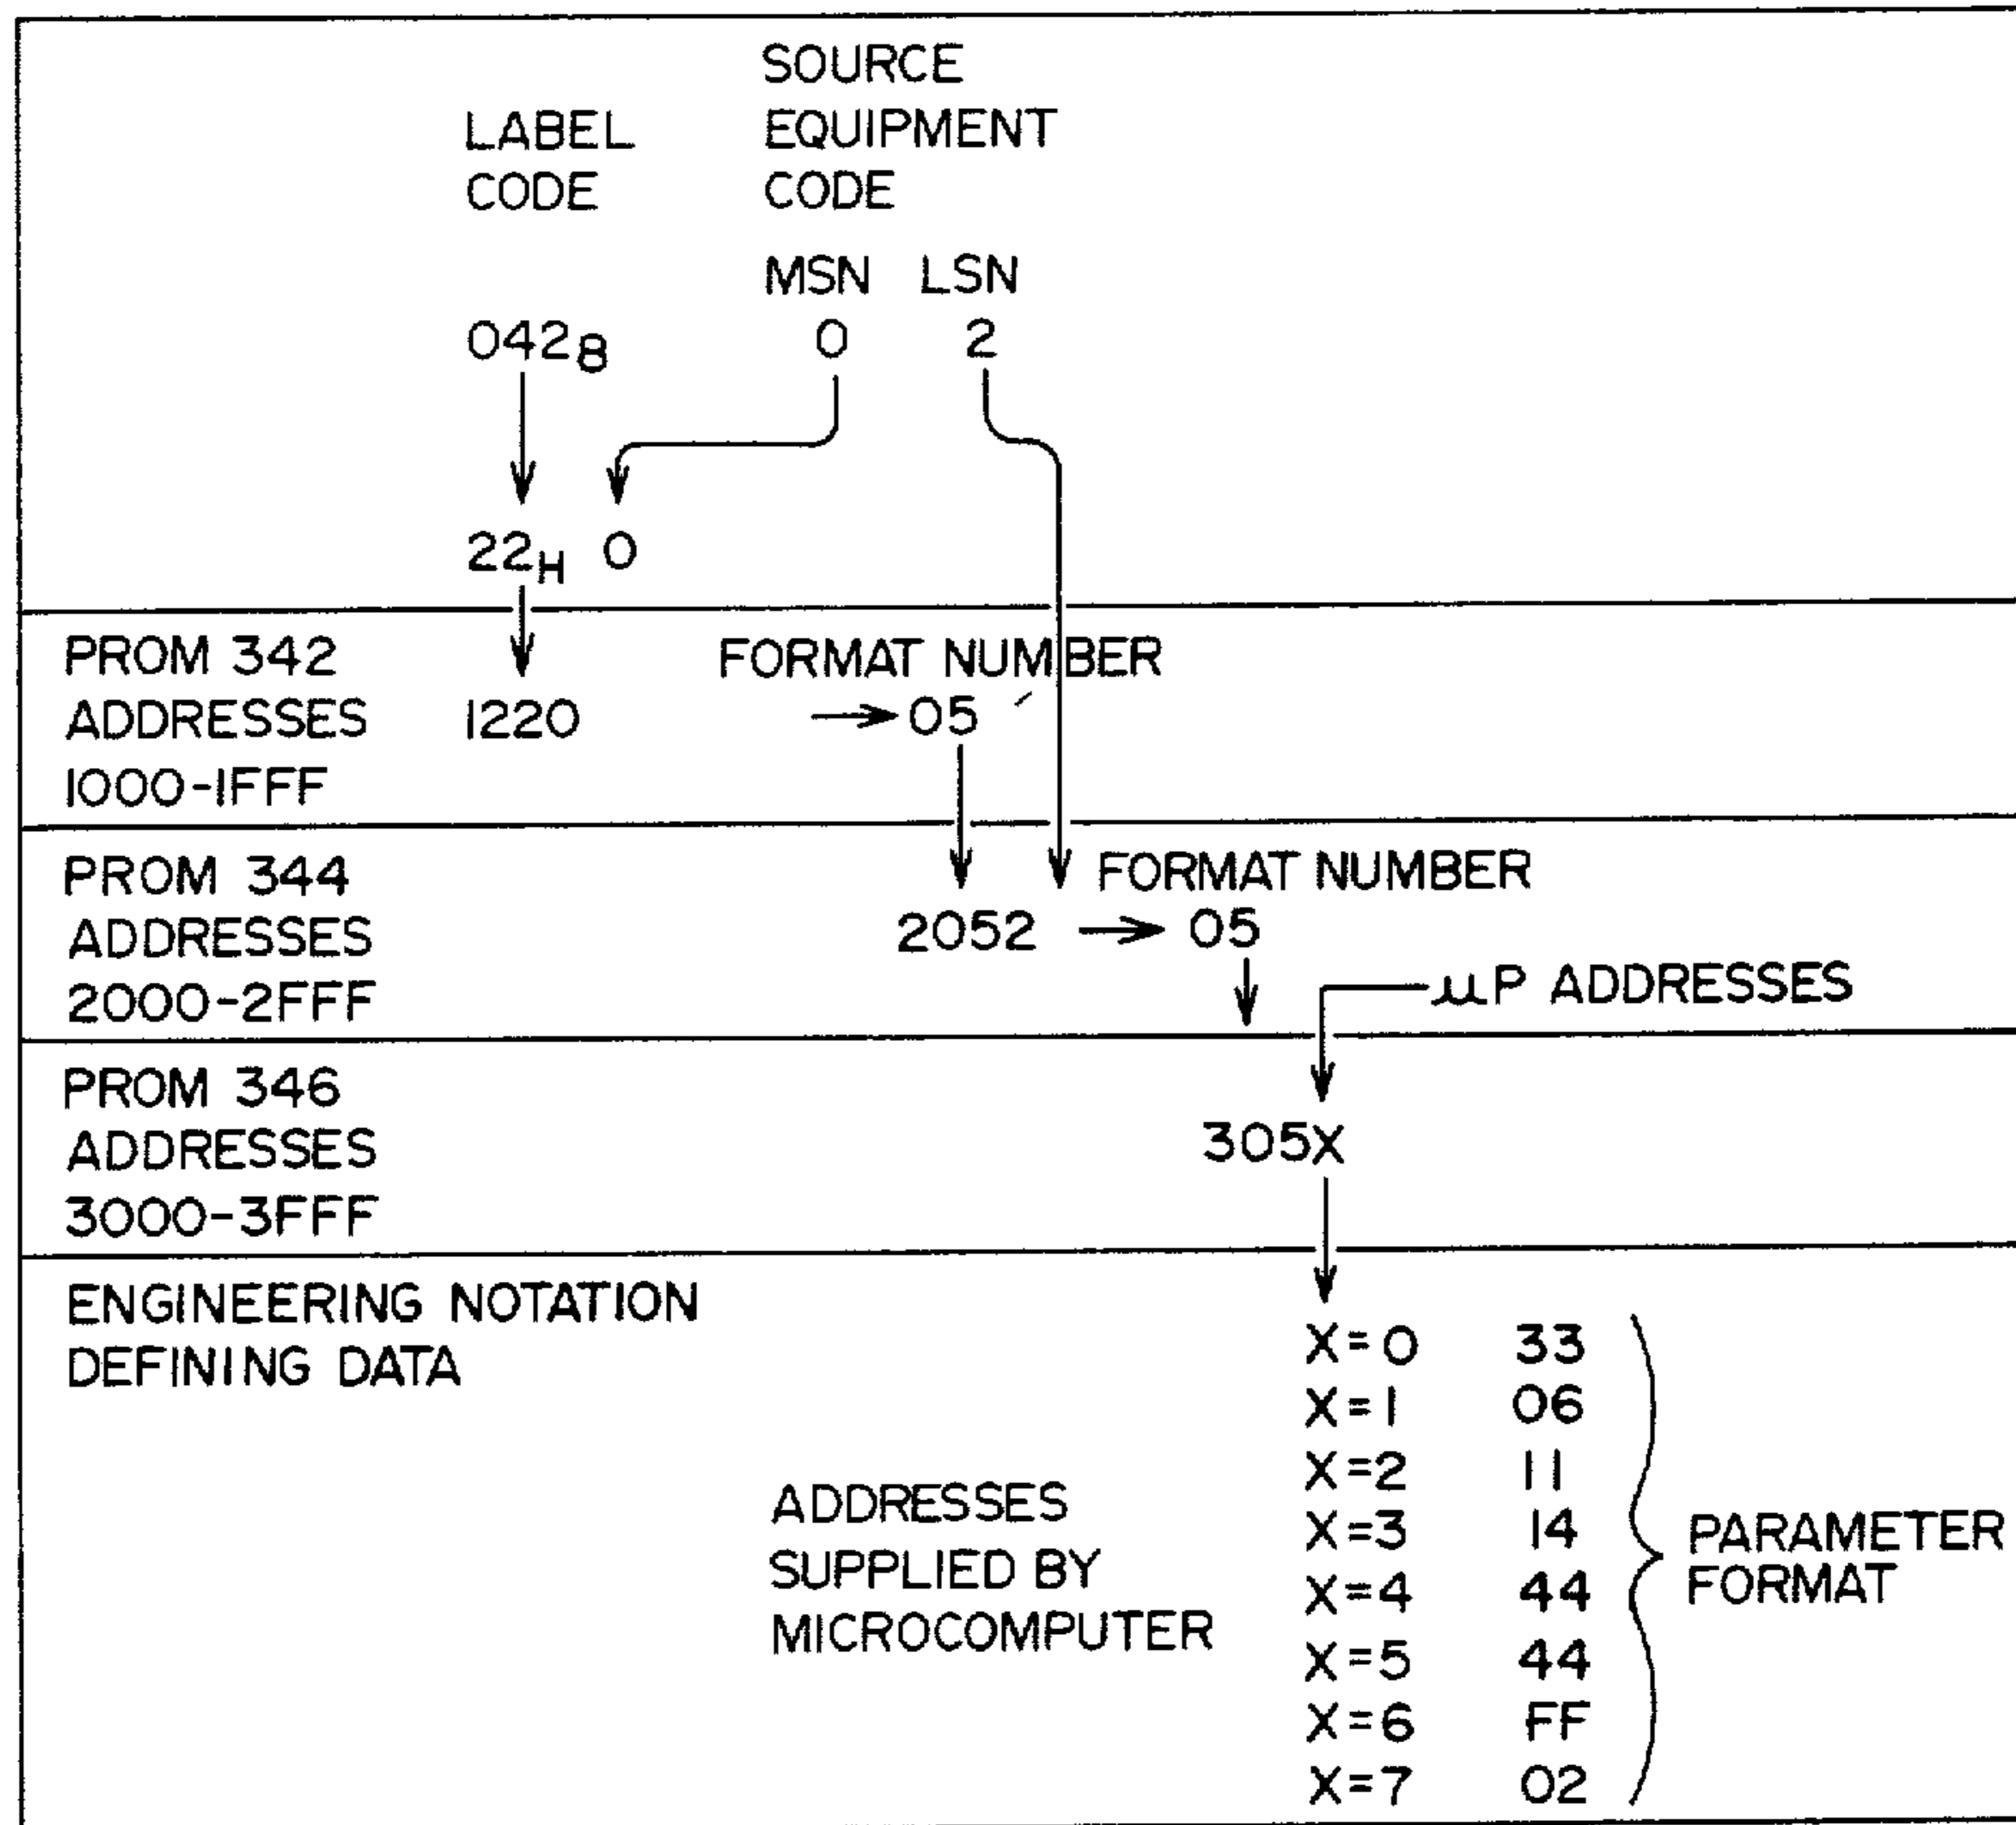 SOURCE
LABEL EQUIPMENT
CODE CODE
MSN LSN
042₈ 0 2
22H 0
PROM 342 FORMAT NUMBER
ADDRESSES 1220 → 05
1000-1FFF
PROM 344 FORMAT NUMBER
ADDRESSES 2052 → 05
2000-2FFF μP ADDRESSES
PROM 346
ADDRESSES 305X
3000-3FFF
ENGINEERING NOTATION
DEFINING DATA
ADDRESSES
SUPPLIED BY
MICROCOMPUTER
X=0 33
X=1 06
X=2 11
X=3 14
X=4 44
X=5 44
X=6 FF
X=7 02
PARAMETER
FORMAT